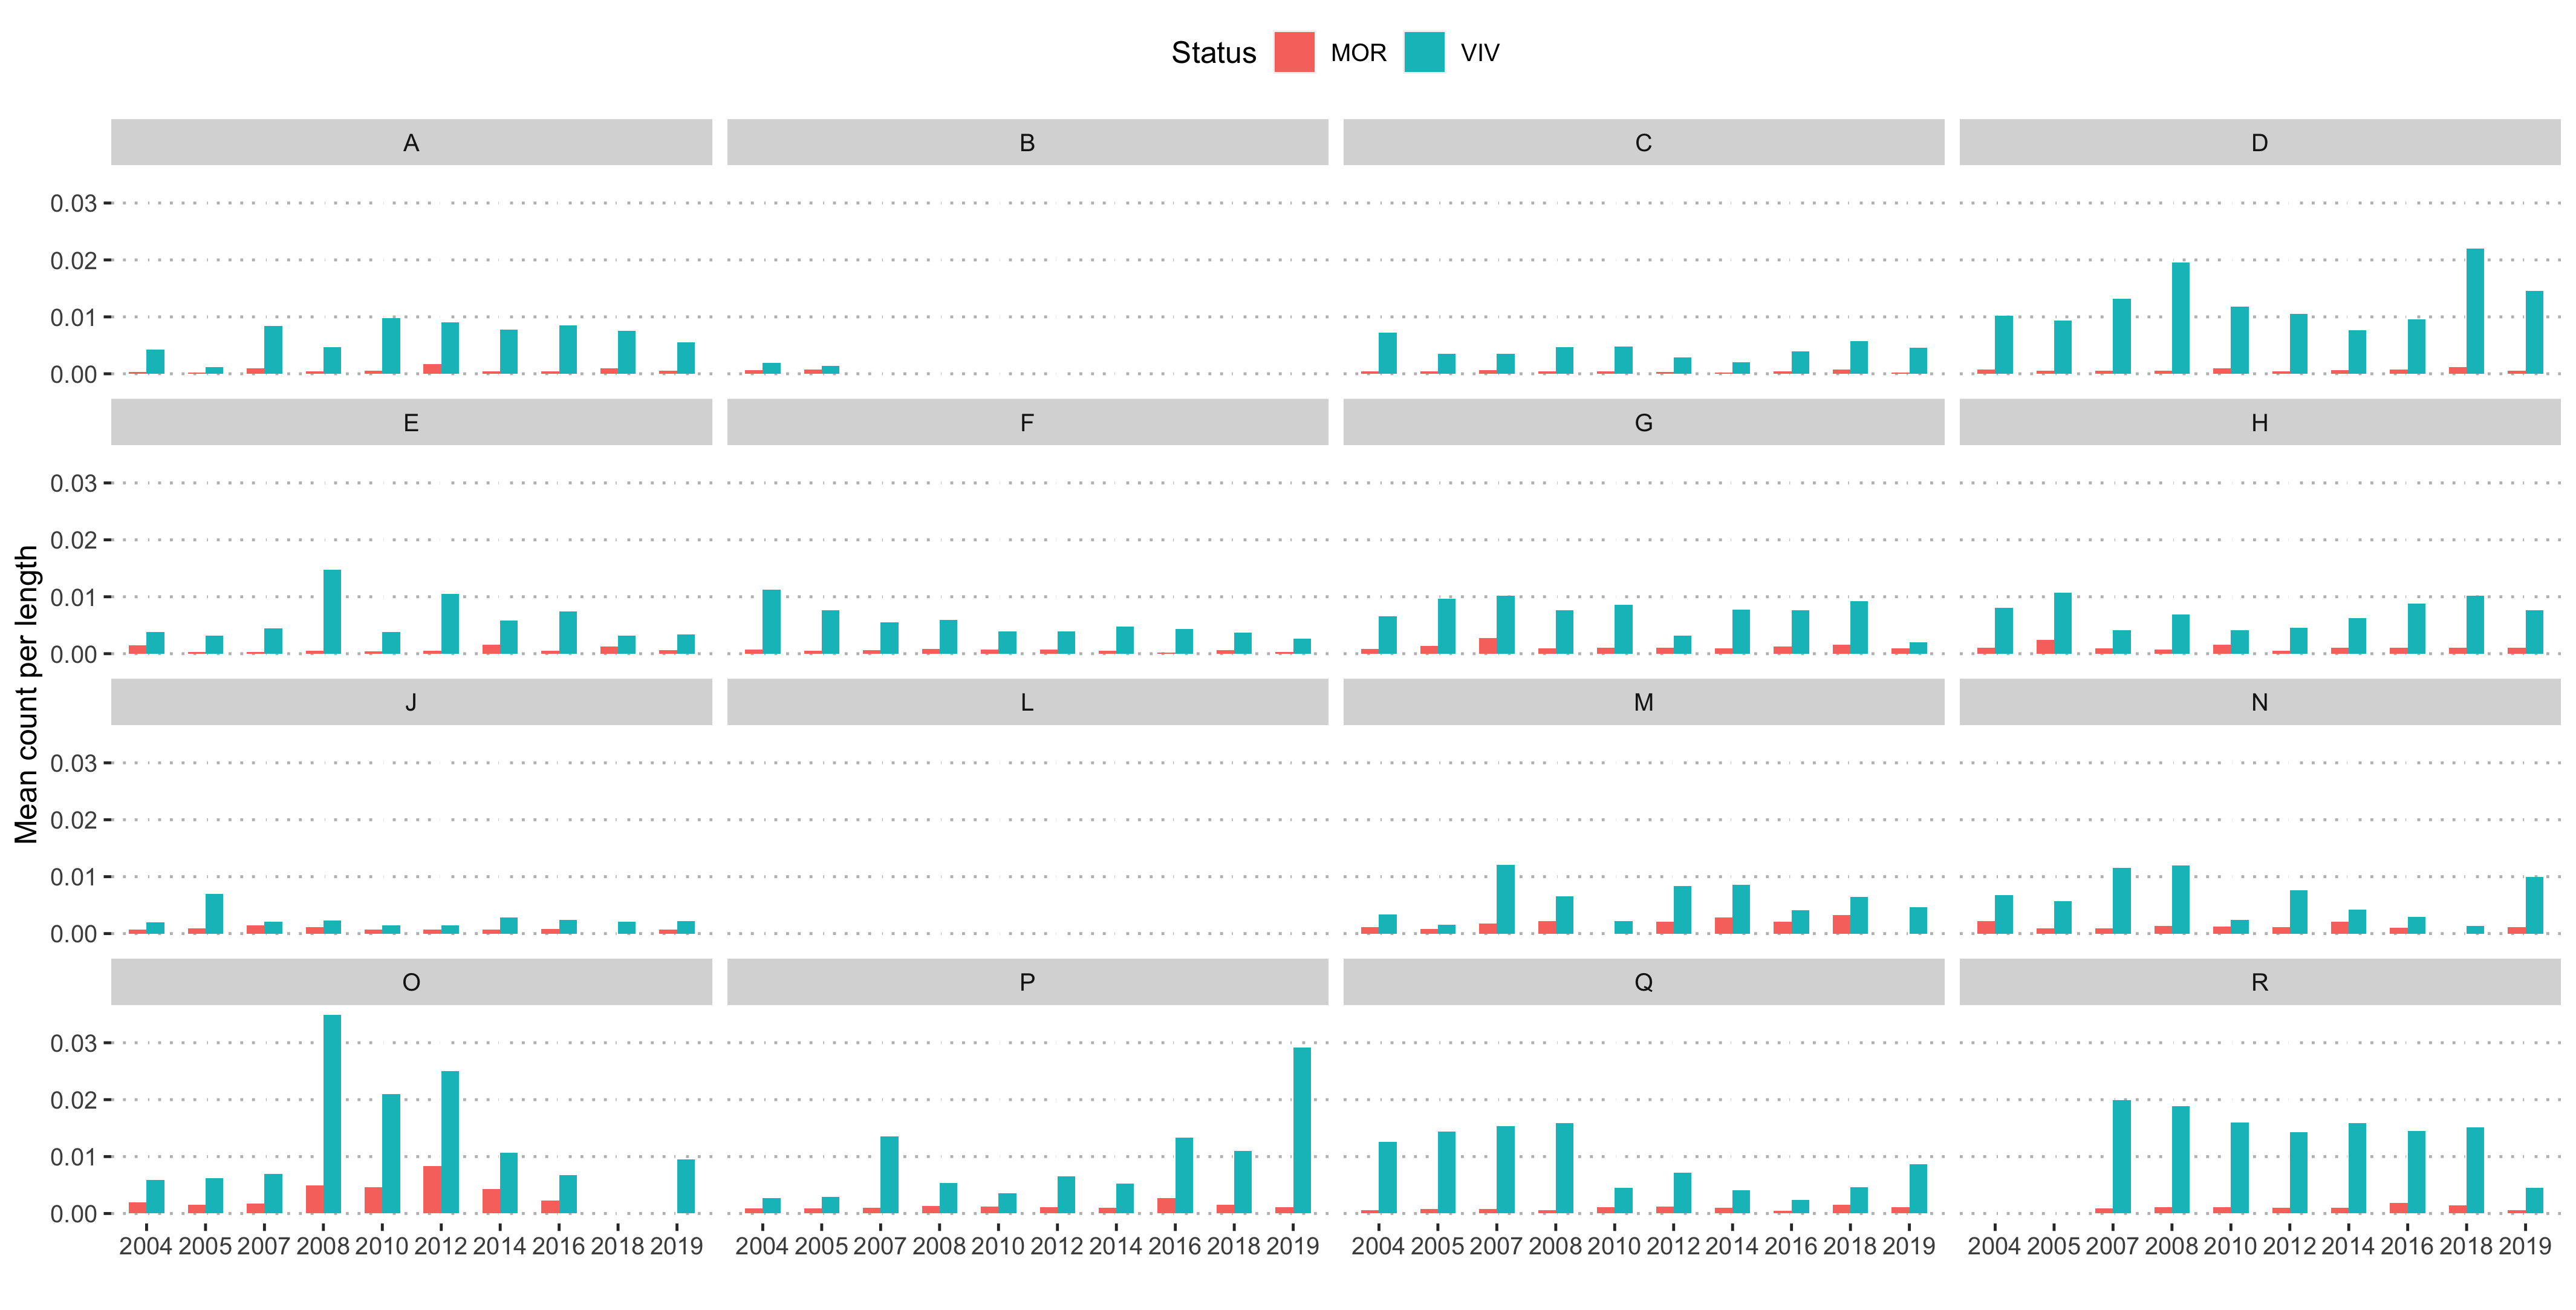 Status MOR VIV
A B C D
0.03
0.02
0.01
0.00
E F G H
0.03
0.02
0.01
0.00
J L M N
0.03
0.02
0.01
0.00
O P Q R
0.03
0.02
0.01
0.00
2004 2005 2007 2008 2010 2012 2014 2016 2018 2019 2004 2005 2007 2008 2010 2012 2014 2016 2018 2019 2004 2005 2007 2008 2010 2012 2014 2016 2018 2019 2004 2005 2007 2008 2010 2012 2014 2016 2018 2019
Mean count per length